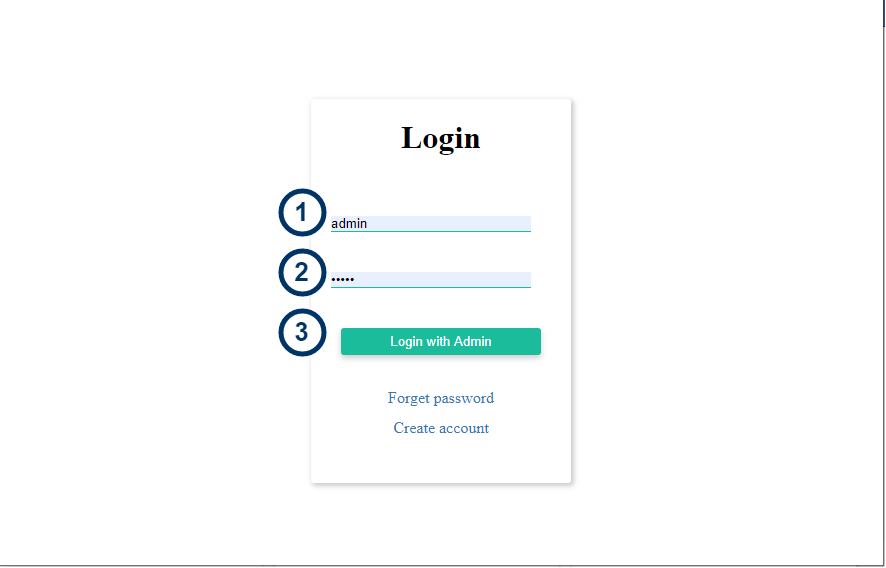 Login
1
admin
2
•••••
3
Login with Admin
Forget password
Create account